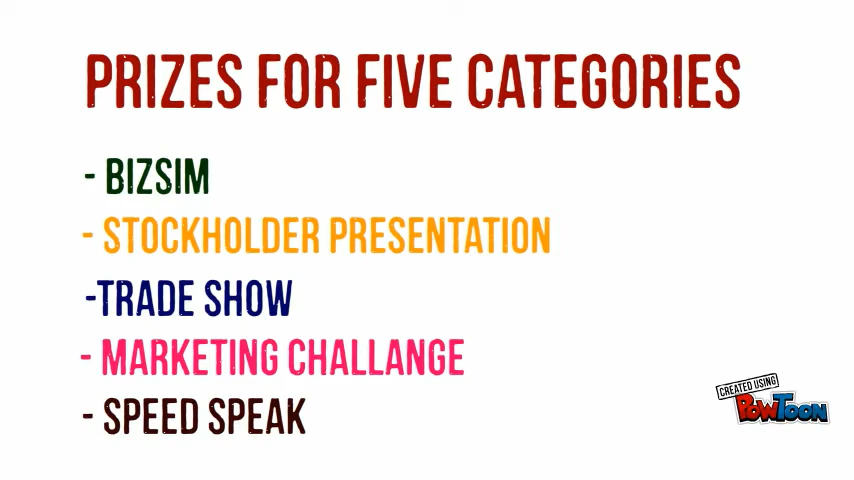 PRIZES FOR FIVE CATEGORIES
- BIZSIM
- STOCKHOLDER PRESENTATION
-TRADE SHOW
- MARKETING CHALLANGE
- SPEED SPEAK
CREATED USING
POWTOON